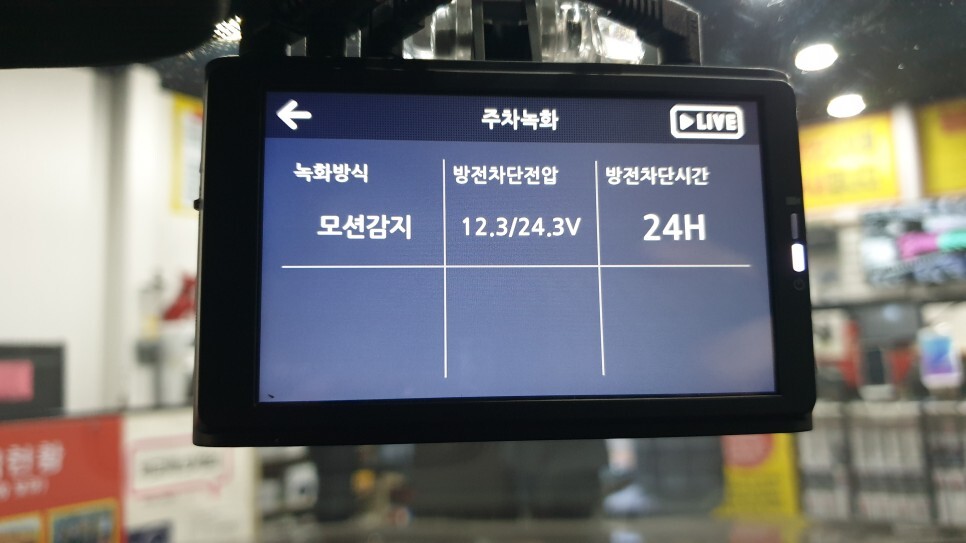 주차녹화
LIVE
녹화방식
방전차단전압
방전차단시간
모션감지
12.3/24.3V
24H